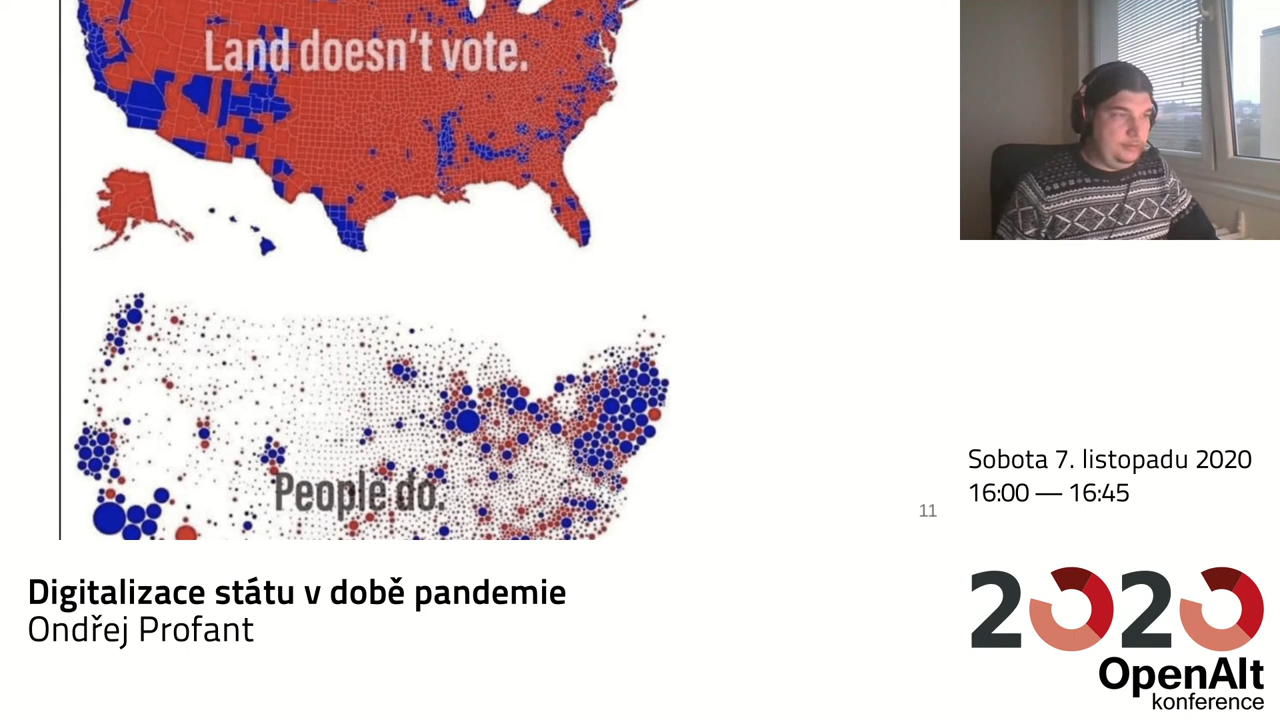 Land doesn't vote.
People do.
11
Sobota 7. listopadu 2020
16:00 — 16:45
Digitalizace státu v době pandemie
Ondřej Profant
2020
OpenAlt
konference